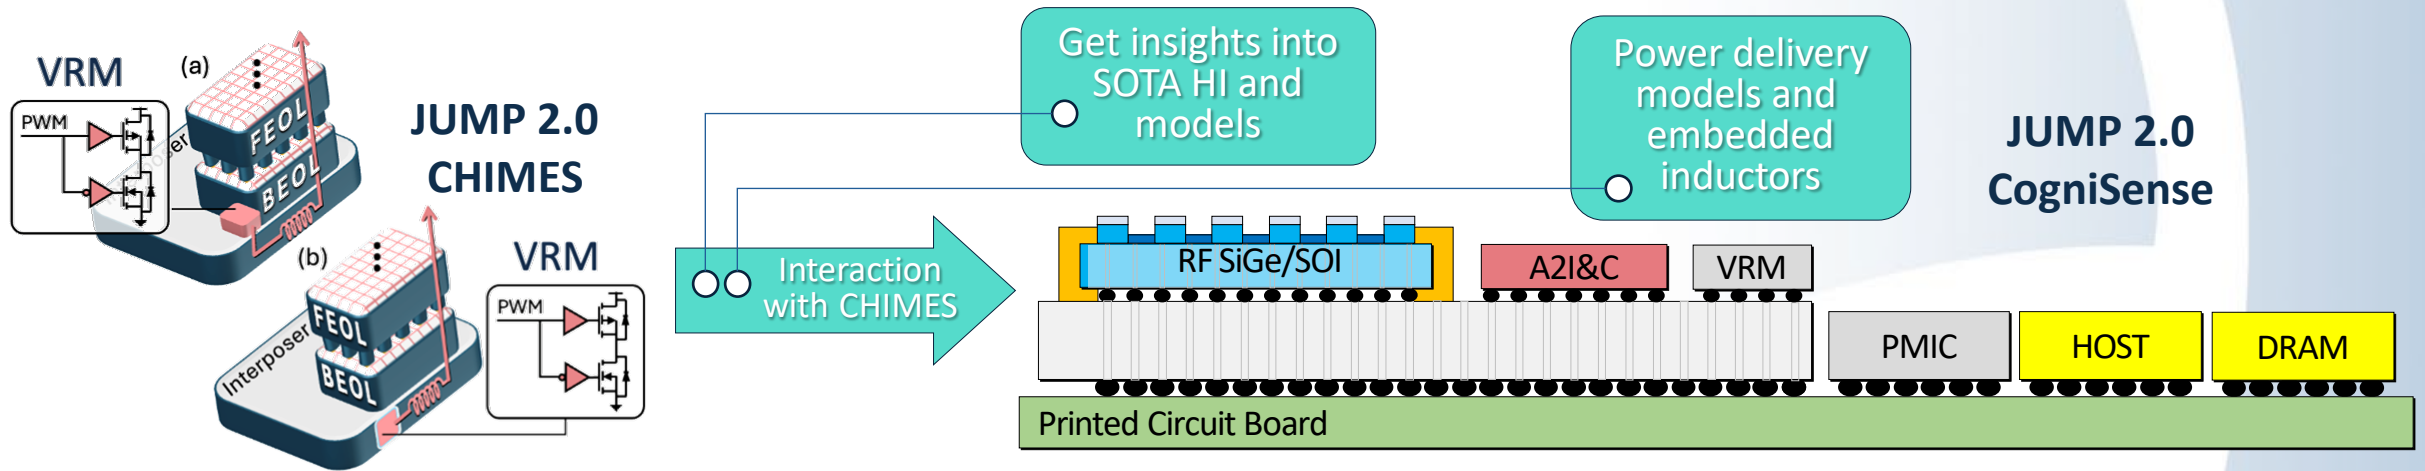 VRM
(a)
PWM
FEOL
BEOL
JUMP 2.0
CHIMES
(b)
VRM
PWM
FEOL
BEOL
Interposer
Get insights into
SOTA HI and
models
Power delivery
models and
embedded
inductors
JUMP 2.0
CogniSense
Interaction
with CHIMES
RF SiGe/SOI
A2I&C
VRM
PMIC
HOST
DRAM
Printed Circuit Board